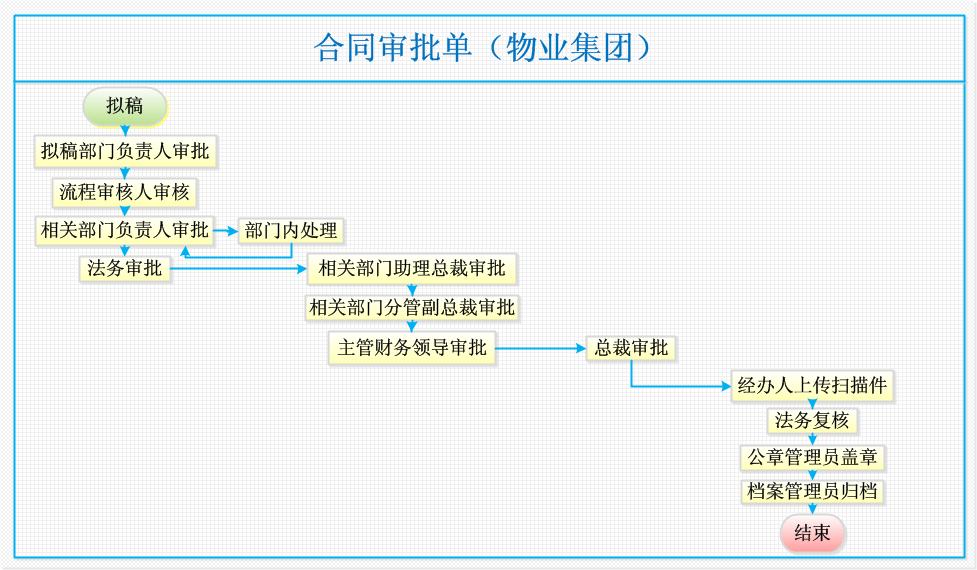 合同审批单（物业集团）
拟稿
拟稿部门负责人审批
流程审核人审核
相关部门负责人审批
部门内处理
法务审批
相关部门助理总裁审批
相关部门分管副总裁审批
主管财务领导审批
总裁审批
经办人上传扫描件
法务复核
公章管理员盖章
档案管理员归档
结束